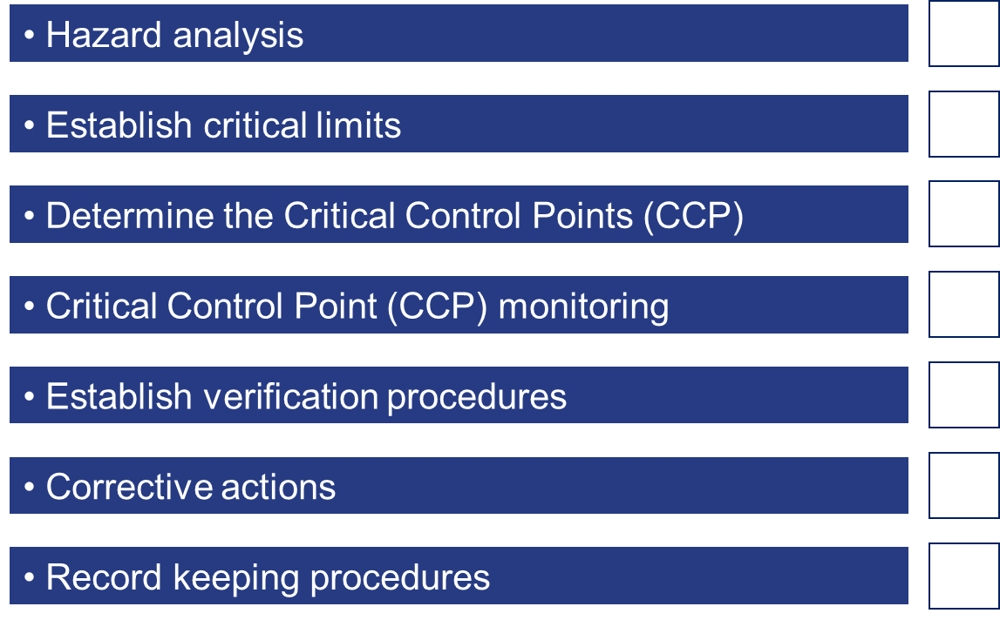 • Hazard analysis
• Establish critical limits
• Determine the Critical Control Points (CCP)
• Critical Control Point (CCP) monitoring
• Establish verification procedures
• Corrective actions
• Record keeping procedures